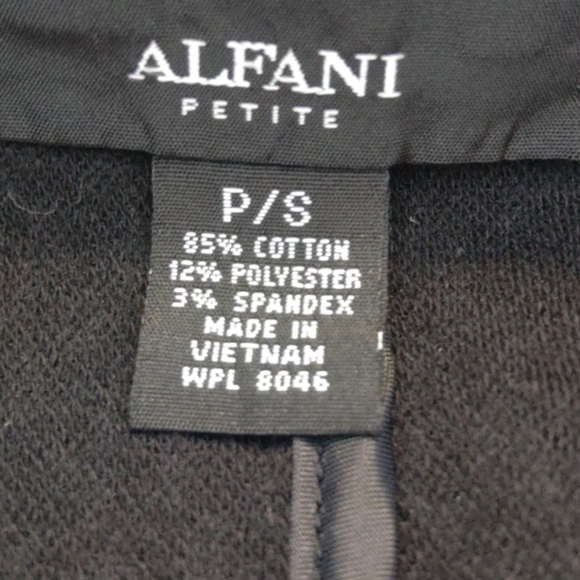 ALFANI
PETITE
P/S
85% COTTON
12% POLYESTER
3% SPANDEX
MADE IN
VIETNAM
WPL 8046